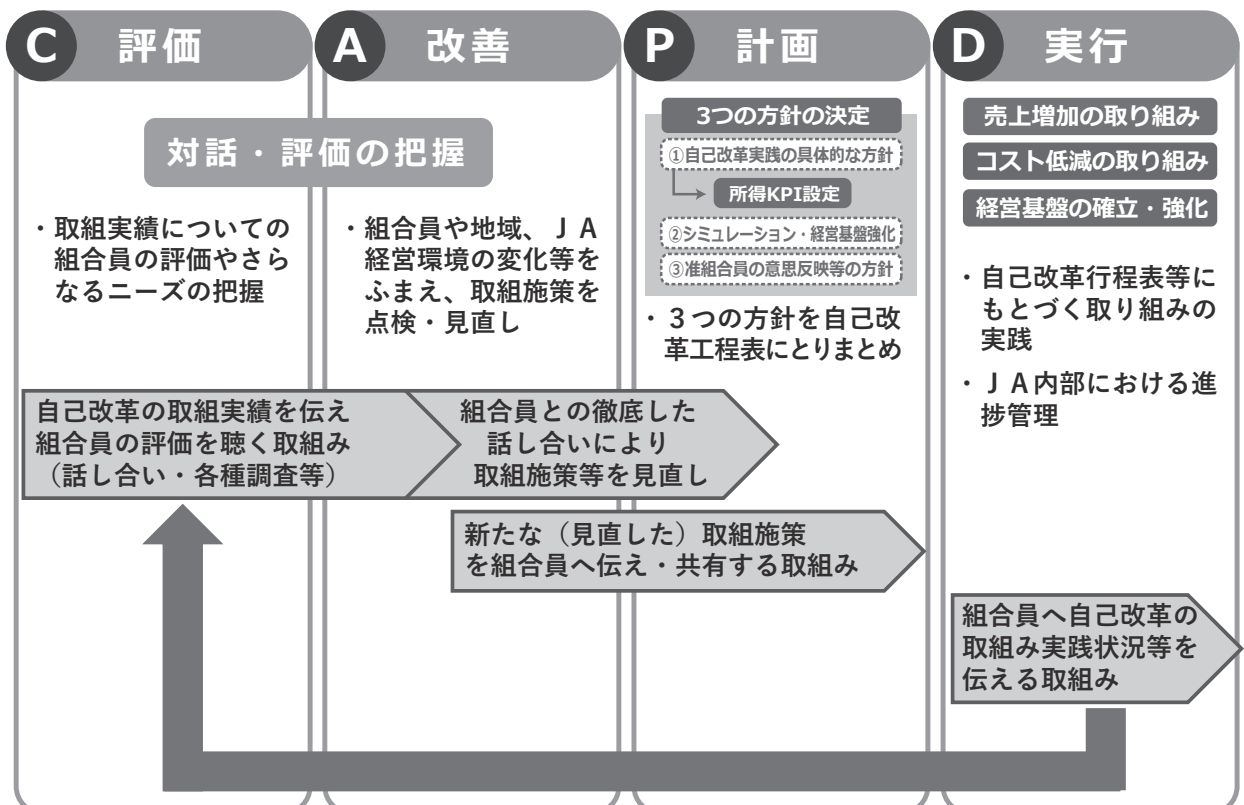 C 評価
対話・評価の把握
・取組実績についての
組合員の評価やさら
なるニーズの把握
A 改善
・組合員や地域、ＪＡ
経営環境の変化等を
ふまえ、取組施策を
点検・見直し
P 計画
3つの方針の決定
①自己改革実践の具体的な方針
所得KPI設定
②シミュレーション・経営基盤強化
③准組合員の意思反映等の方針
・３つの方針を自己改
革工程表にとりまとめ
D 実行
売上増加の取り組み
コスト低減の取り組み
経営基盤の確立・強化
・自己改革行程表等に
もとづく取り組みの
実践
・ＪＡ内部における進
捗管理
自己改革の取組実績を伝え
組合員の評価を聴く取組み
（話し合い・各種調査等）
組合員との徹底した
話し合いにより
取組施策等を見直し
新たな（見直した）取組施策
を組合員へ伝え・共有する取組み
組合員へ自己改革の
取組み実践状況等を
伝える取組み